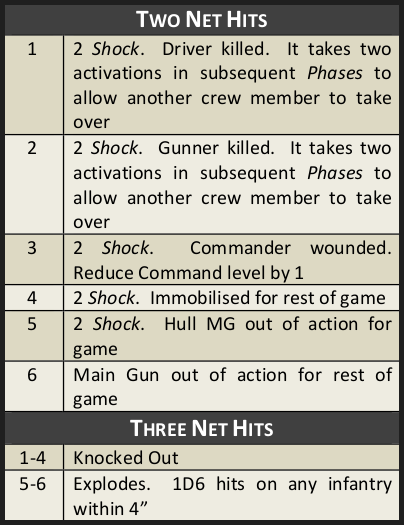 TWO NET HITS
1 2 Shock. Driver killed. It takes two
activations in subsequent Phases to
allow another crew member to take
over
2 2 Shock. Gunner killed. It takes two
activations in subsequent Phases to
allow another crew member to take
over
3 2 Shock. Commander wounded.
Reduce Command level by 1
4 2 Shock. Immobilised for rest of game
5 2 Shock. Hull MG out of action for
game
6 Main Gun out of action for rest of
game
THREE NET HITS
1-4 Knocked Out
5-6 Explodes. 1D6 hits on any infantry
within 4”